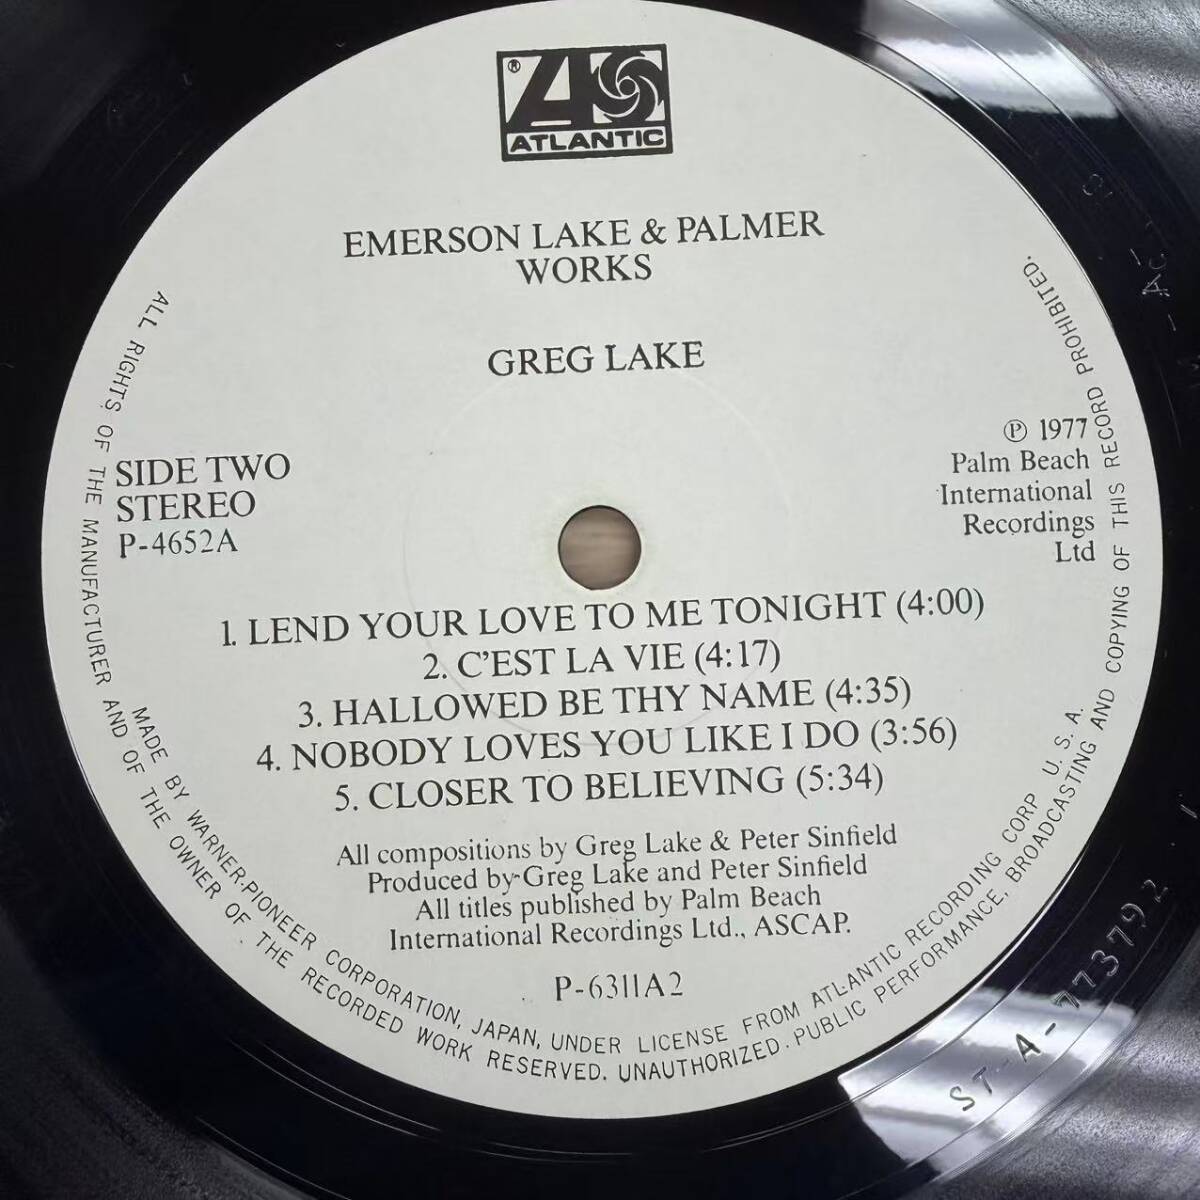 ®
ATLANTIC
EMERSON LAKE & PALMER
WORKS
GREG LAKE
SIDE TWO
STEREO
P-4652A
℗ 1977
Palm Beach
International
Recordings
Ltd
1. LEND YOUR LOVE TO ME TONIGHT (4:00)
2. C'EST LA VIE (4:17)
3. HALLOWED BE THY NAME (4:35)
4. NOBODY LOVES YOU LIKE I DO (3:56)
5. CLOSER TO BELIEVING (5:34)
All compositions by Greg Lake & Peter Sinfield
Produced by Greg Lake and Peter Sinfield
All titles published by Palm Beach
International Recordings Ltd., ASCAP.
P-6311A2
MADE BY WARNER-PIONEER CORPORATION, JAPAN, UNDER LICENSE FROM ATLANTIC RECORDING CORP U. S. A.
ALL RIGHTS OF THE MANUFACTURER AND OF THE OWNER OF THE RECORDED WORK RESERVED. UNAUTHORIZED. PUBLIC PERFORMANCE, BROADCASTING AND COPYING OF THIS RECORD PROHIBITED.
ST-A-773792